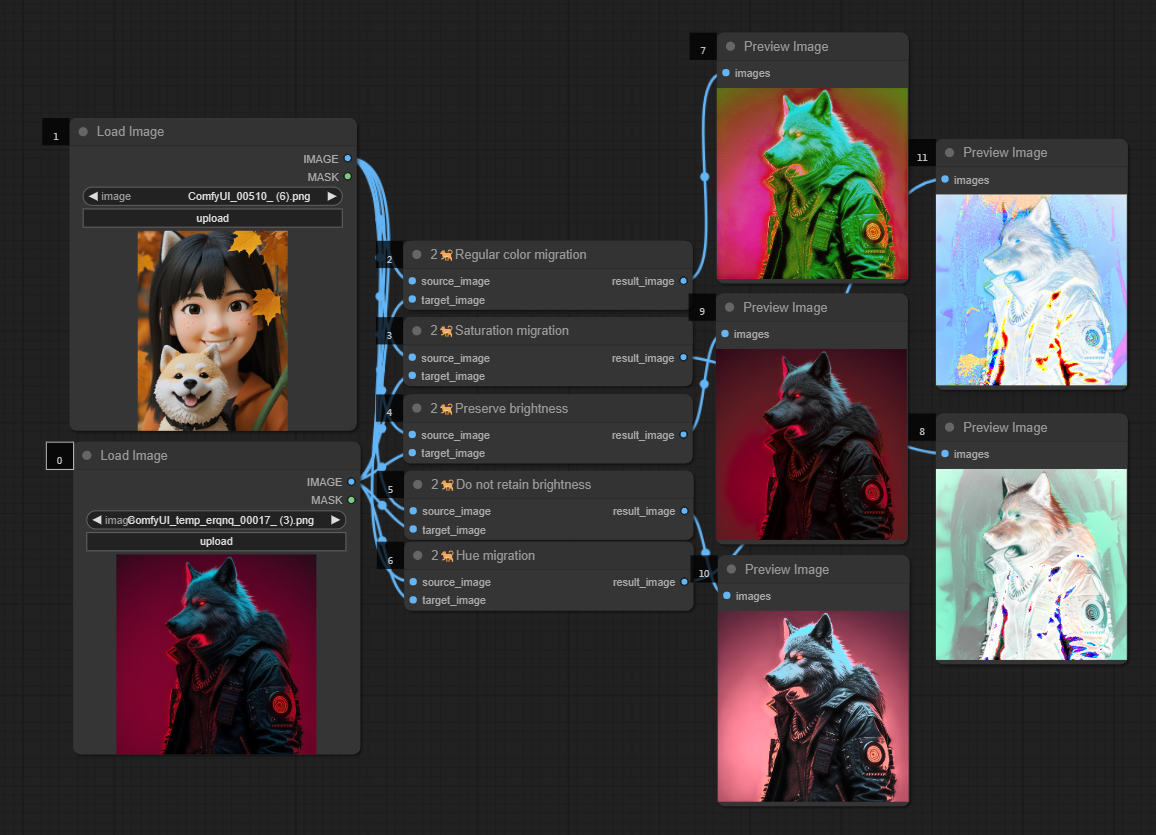 1
Load Image
IMAGE
MASK
image ComfyUI_00510_ (6).png
upload
0
Load Image
IMAGE
MASK
ComfyUI_temp_erqnq_00017_ (3).png
upload
2
2🐕Regular color migration
source_image result_image
target_image
3
2🐕Saturation migration
source_image result_image
target_image
4
2🐕Preserve brightness
source_image result_image
target_image
5
2🐕Do not retain brightness
source_image result_image
target_image
6
2🐕Hue migration
source_image result_image
target_image
7
Preview Image
images
9
Preview Image
images
10
Preview Image
images
11
Preview Image
images
8
Preview Image
images